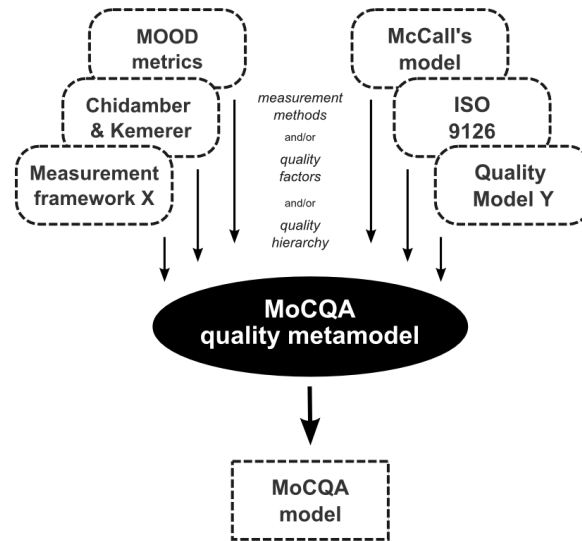 MOOD
metrics
Chidamber
& Kemerer
Measurement
framework X
measurement
methods
and/or
quality
factors
and/or
quality
hierarchy
McCall's
model
ISO
9126
Quality
Model Y
MoCQA
quality metamodel
MoCQA
model